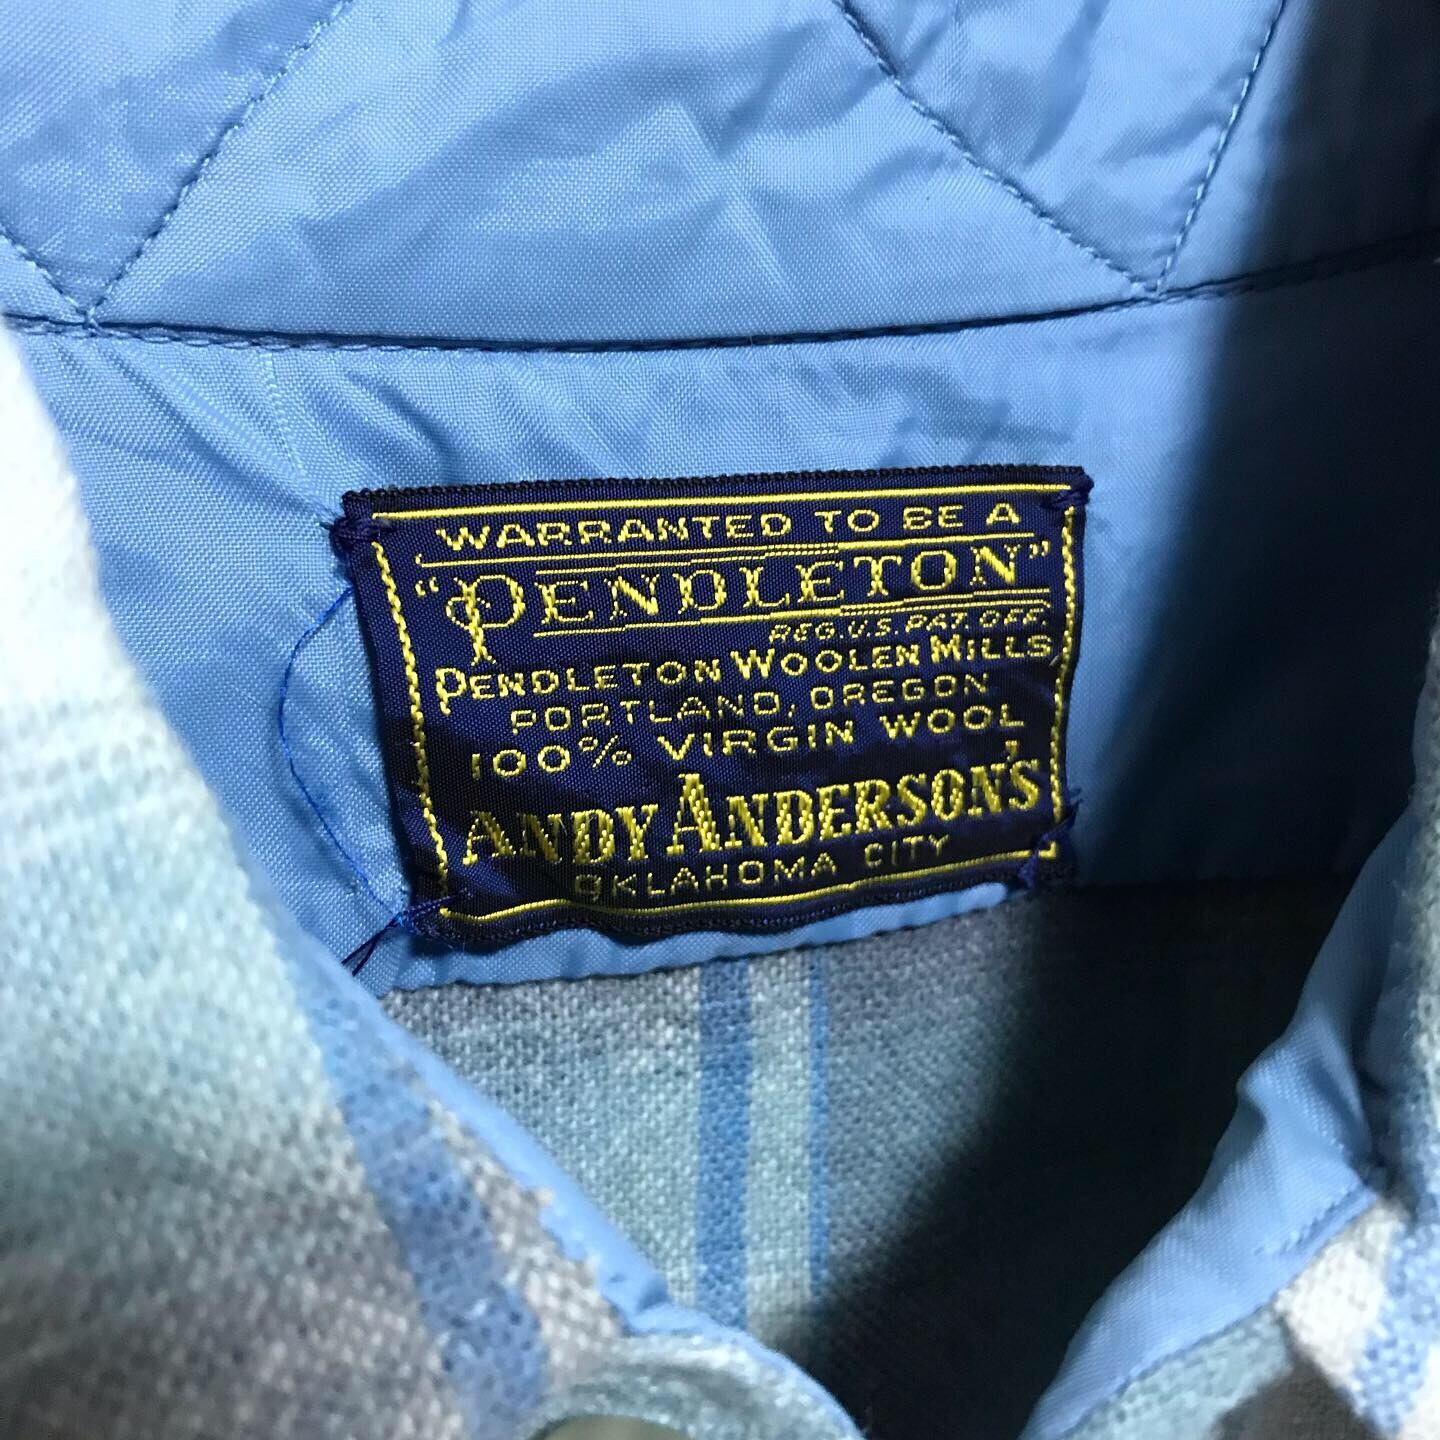 WARRANTED TO BE A
"PENDLETON"
REG. U.S. PAT. OFF.
PENDLETON WOOLEN MILLS
PORTLAND, OREGON
100% VIRGIN WOOL
ANDY ANDERSON'S
OKLAHOMA CITY